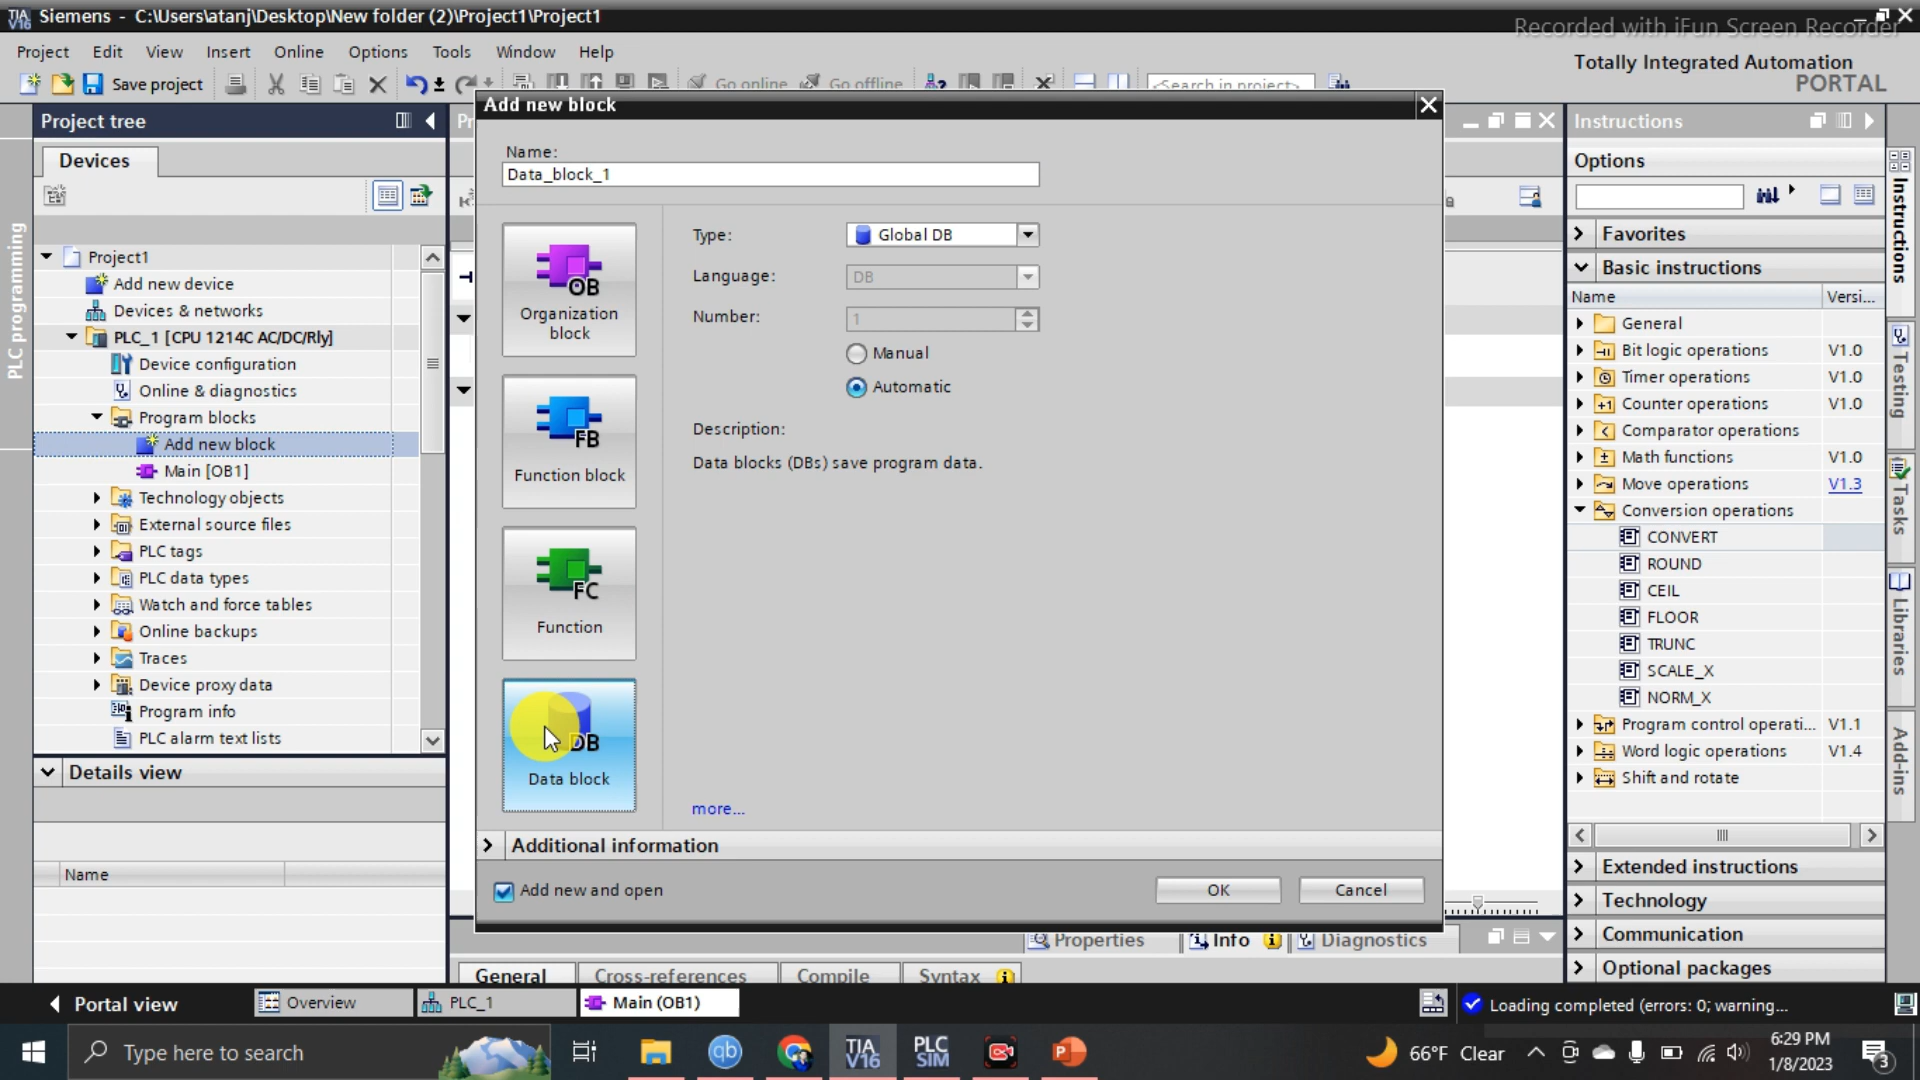 TIA V16 Siemens - C:\Users\atanj\Desktop\New folder (2)\Project1\Project1
Recorded with iFun Screen Recorder
Project Edit View Insert Online Options Tools Window Help
Totally Integrated Automation
PORTAL
Save project
Go online Go offline
<Search in project>
Project tree
Devices
PLC programming
Project1
Add new device
Devices & networks
PLC_1 [CPU 1214C AC/DC/Rly]
Device configuration
Online & diagnostics
Program blocks
Add new block
Main [OB1]
Technology objects
External source files
PLC tags
PLC data types
Watch and force tables
Online backups
Traces
Device proxy data
Program info
PLC alarm text lists
Details view
Name
Add new block
Name:
Data_block_1
OB
Organization block
FB
Function block
FC
Function
DB
Data block
Type: Global DB
Language: DB
Number: 1
Manual
Automatic
Description:
Data blocks (DBs) save program data.
more...
Additional information
Add new and open
OK Cancel
Properties Info Diagnostics
General Cross-references Compile Syntax
Instructions
Options
Favorites
Basic instructions
Name Versi...
General
Bit logic operations V1.0
Timer operations V1.0
Counter operations V1.0
Comparator operations
Math functions V1.0
Move operations V1.3
Conversion operations
CONVERT
ROUND
CEIL
FLOOR
TRUNC
SCALE_X
NORM_X
Program control operati... V1.1
Word logic operations V1.4
Shift and rotate
Extended instructions
Technology
Communication
Optional packages
Instructions
Testing
Tasks
Libraries
Add-ins
Portal view Overview PLC_1 Main (OB1)
Loading completed (errors: 0; warning...
Type here to search
qb
TIA V16
PLC SIM
66°F Clear
6:29 PM
1/8/2023
3